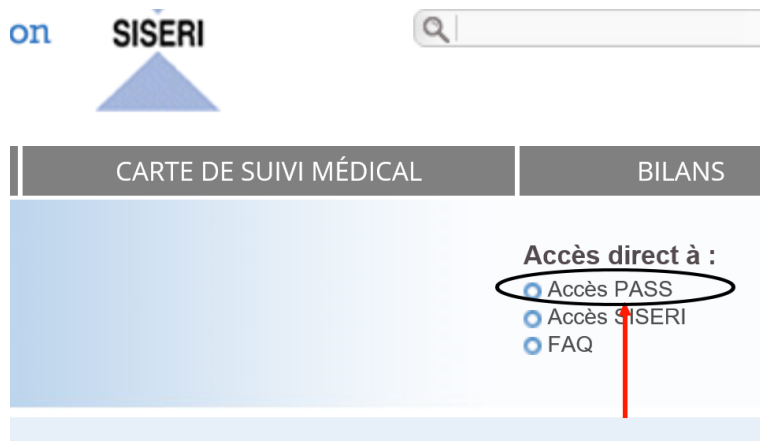 on
SISERI
CARTE DE SUIVI MÉDICAL
BILANS
Accès direct à :
Accès PASS
Accès SISERI
FAQ